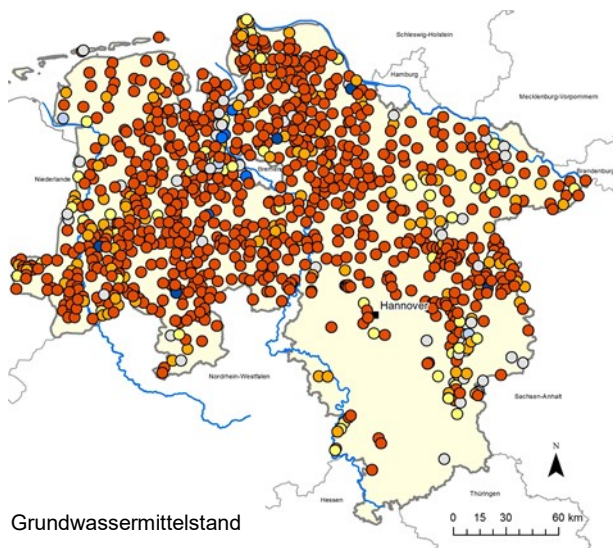 Schleswig-Holstein
Hamburg
Mecklenburg-Vorpommern
Bremen
Niederlande
Brandenburg
Hannover
Nordrhein-Westfalen
Sachsen-Anhalt
N
Hessen
Thüringen
Grundwassermittelstand
0 15 30 60 km